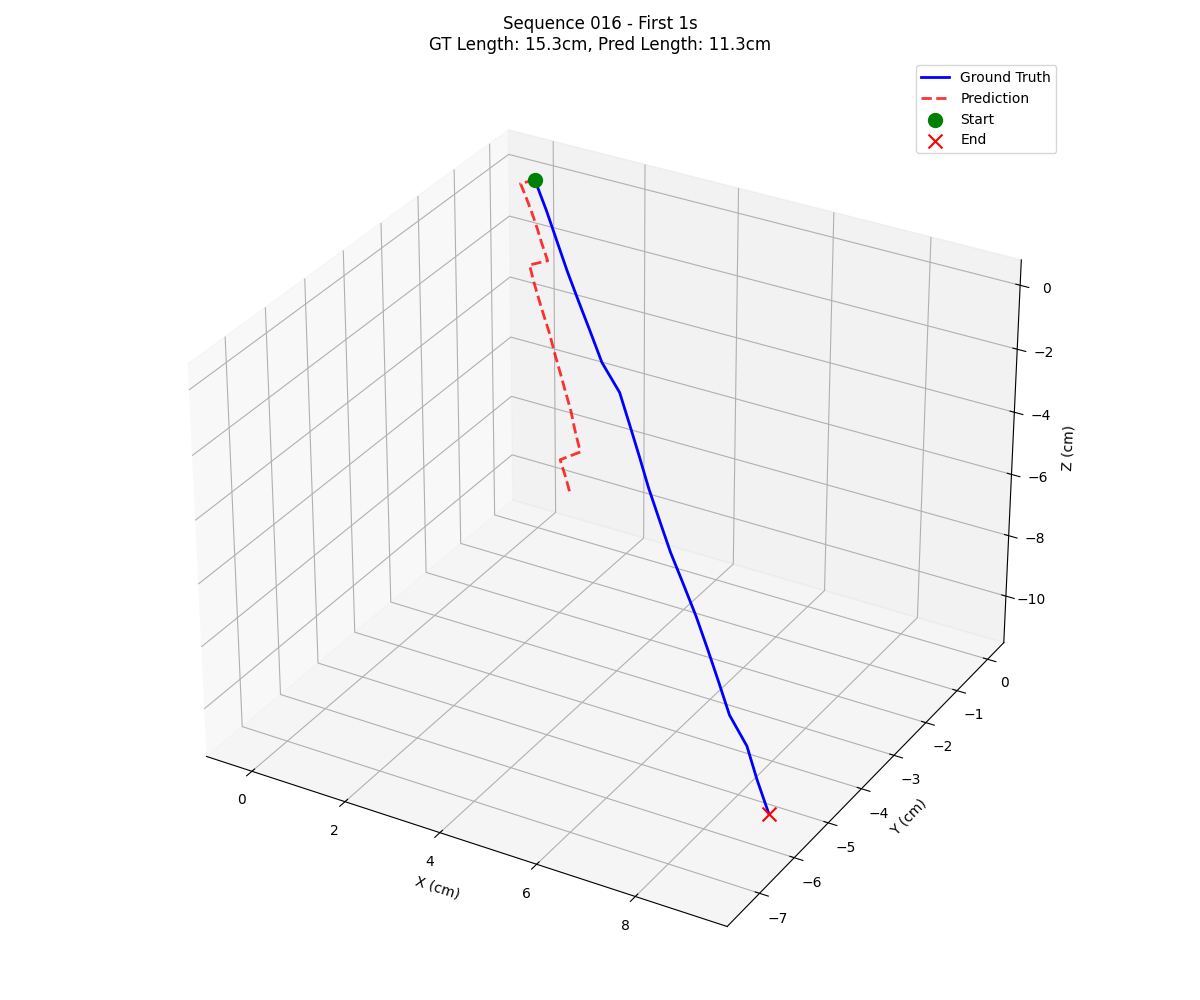 Sequence 016 - First 1s
GT Length: 15.3cm, Pred Length: 11.3cm
Ground Truth
Prediction
Start
End
0
−2
−4
−6
−8
−10
Z (cm)
0
−1
−2
−3
−4
−5
−6
−7
Y (cm)
0
2
4
6
8
X (cm)